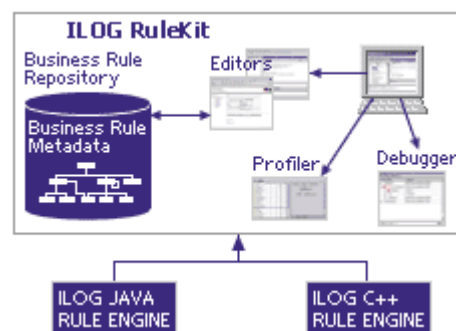 ILOG RuleKit
Business Rule
Repository
Editors
Business Rule
Metadata
Profiler
Debugger
ILOG JAVA
RULE ENGINE
ILOG C++
RULE ENGINE